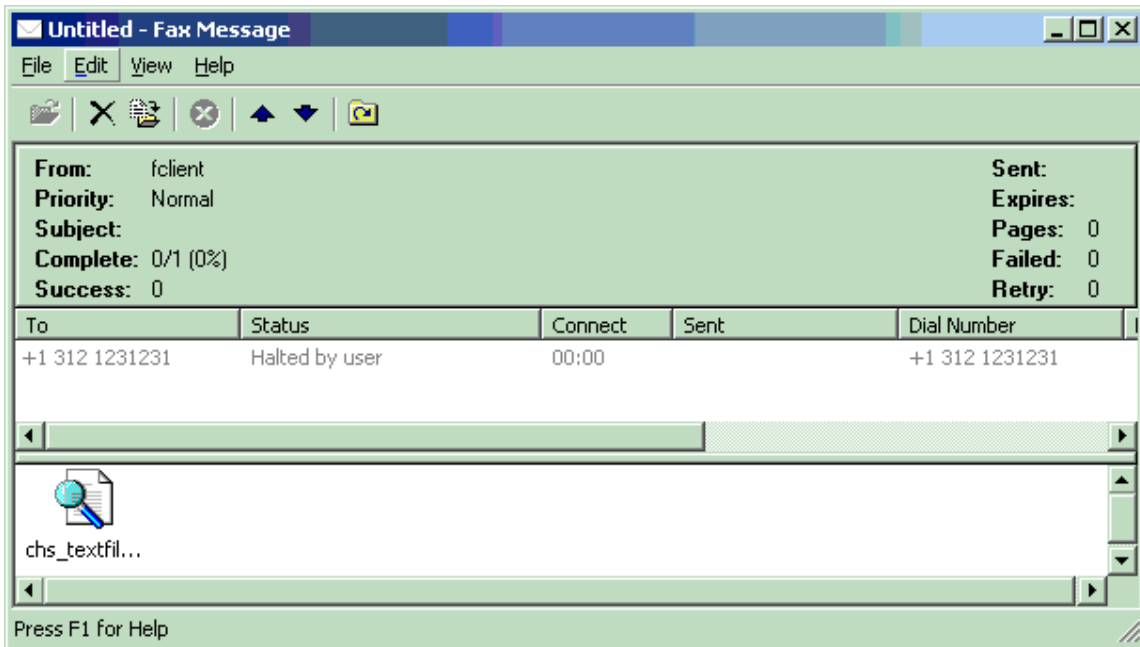 Untitled - Fax Message
File Edit View Help
From: fclient Sent:
Priority: Normal Expires:
Subject: Pages: 0
Complete: 0/1 (0%) Failed: 0
Success: 0 Retry: 0
To Status Connect Sent Dial Number
+1 312 1231231 Halted by user 00:00 +1 312 1231231
chs_textfil...
Press F1 for Help